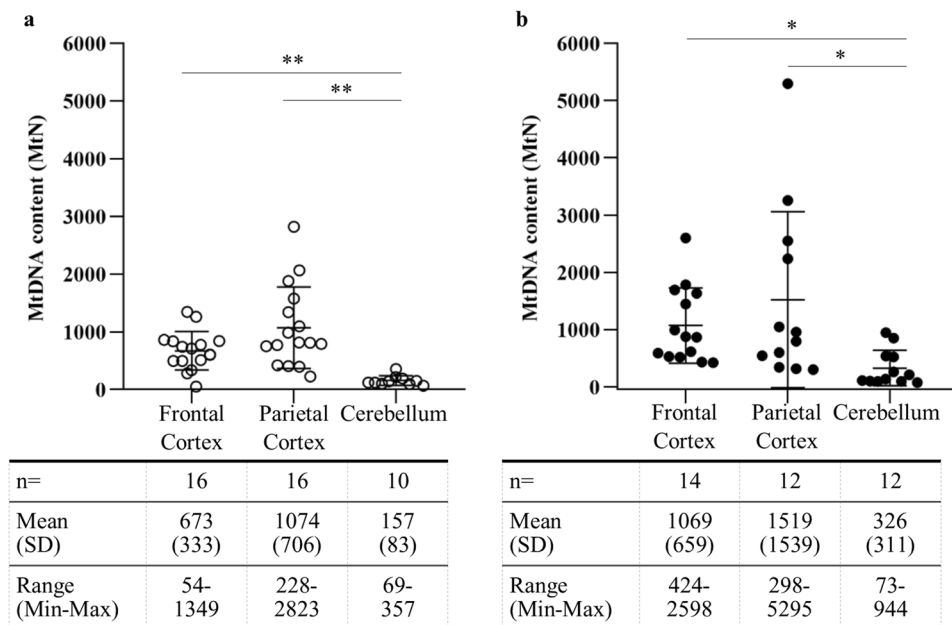 a
6000
5000
4000
3000
2000
1000
0
MtDNA content (MtN)
**
**
Frontal Cortex
Parietal Cortex
Cerebellum
n= 16 16 10
Mean (SD) 673 (333) 1074 (706) 157 (83)
Range (Min-Max) 54-1349 228-2823 69-357
b
6000
5000
4000
3000
2000
1000
0
MtDNA content (MtN)
*
*
Frontal Cortex
Parietal Cortex
Cerebellum
n= 14 12 12
Mean (SD) 1069 (659) 1519 (1539) 326 (311)
Range (Min-Max) 424-2598 298-5295 73-944